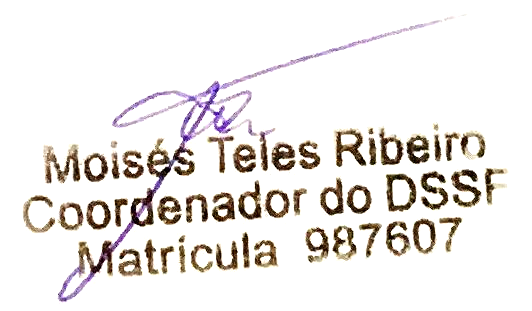 Moisés Teles Ribeiro
Coordenador do DSSF
Matrícula 987607